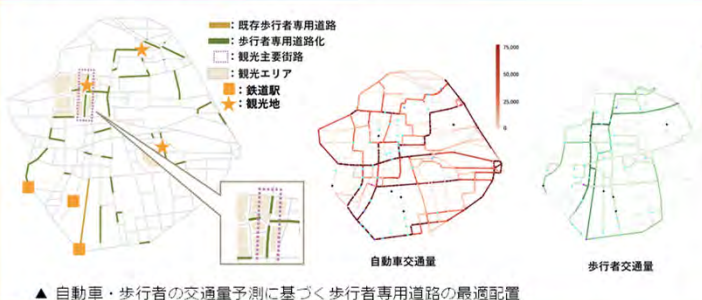 :既存歩行者専用道路
:歩行者専用道路化
:観光主要街路
:観光エリア
:鉄道駅
:観光地
75,000
50,000
25,000
0
自動車交通量
歩行者交通量
▲ 自動車・歩行者の交通量予測に基づく歩行者専用道路の最適配置